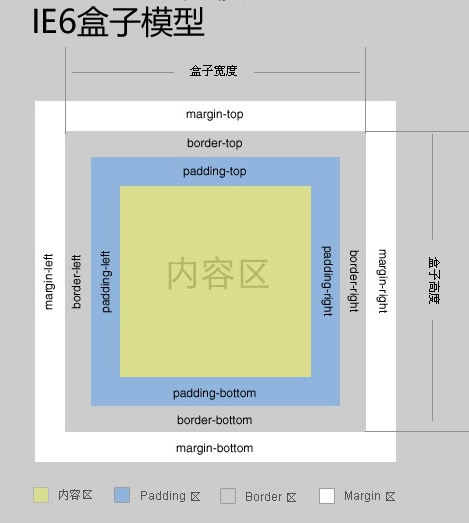 IE6盒子模型
盒子宽度
margin-top
border-top
padding-top
margin-left
border-left
padding-left
内容区
padding-right
border-right
margin-right
盒子高度
padding-bottom
border-bottom
margin-bottom
内容区 Padding 区 Border 区 Margin 区